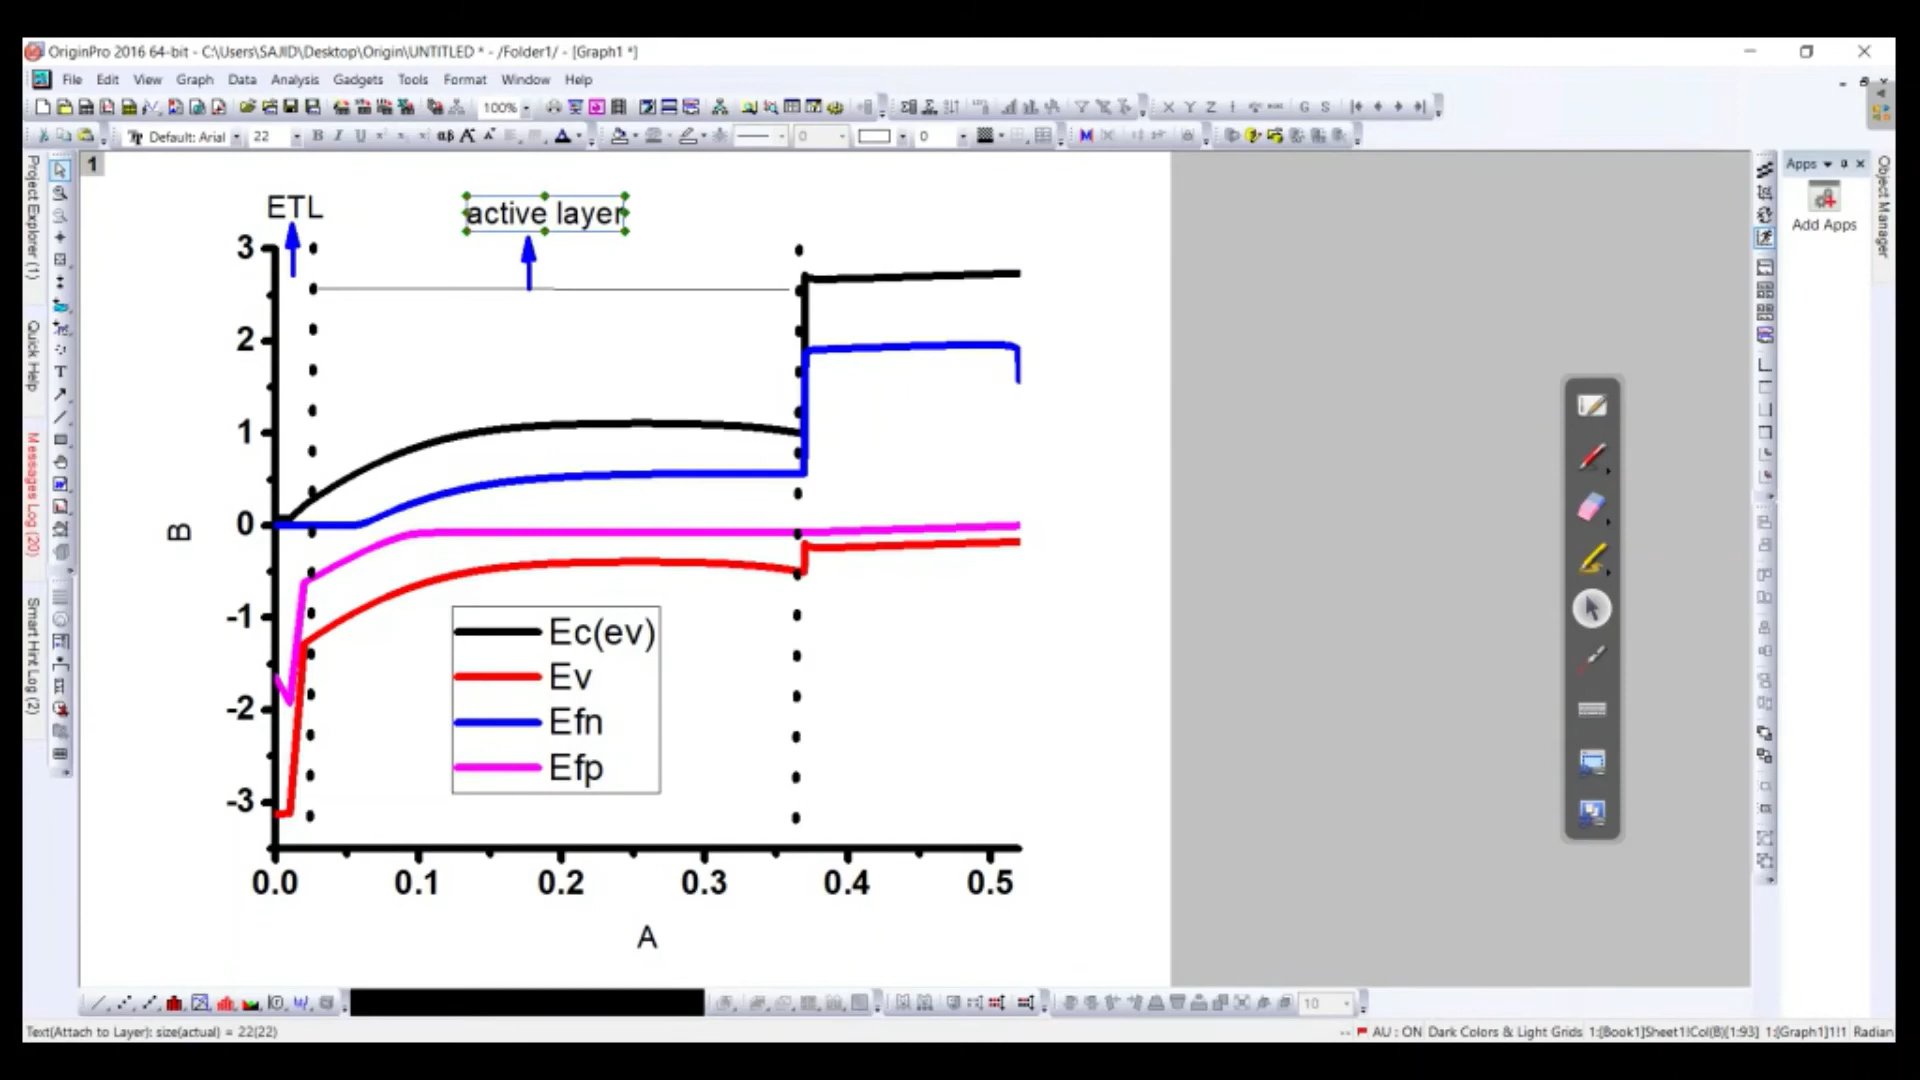 OriginPro 2016 64-bit - C:\Users\SAJID\Desktop\Origin\UNTITLED * - /Folder1/ - [Graph1 *]
File Edit View Graph Data Analysis Gadgets Tools Format Window Help
100%
X Y Z
G S
Default: Arial 22 B I U αβ A A A 0 0
1
Project Explorer (1)
Quick Help
Messages Log (20)
Smart Hint Log (2)
Apps
Add Apps
Object Manager
ETL
active layer
3
2
1
0
-1
-2
-3
B
Ec(ev)
Ev
Efn
Efp
0.0 0.1 0.2 0.3 0.4 0.5
A
10
Text(Attach to Layer): size(actual) = 22(22)
-- AU : ON Dark Colors & Light Grids 1:[Book1]Sheet1!Col(B)[1:93] 1:[Graph1]1!1 Radian